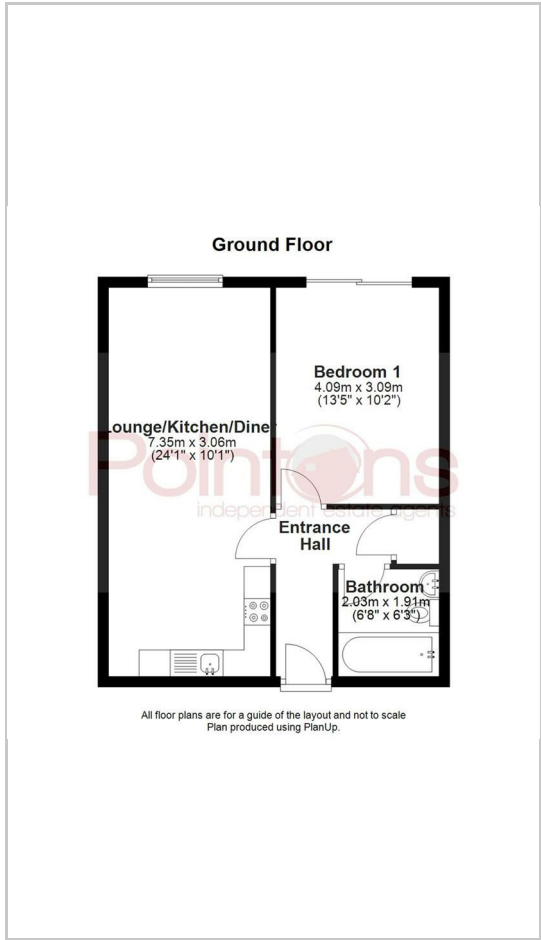 Ground Floor
Bedroom 1
4.09m x 3.09m
(13'5" x 10'2")
Lounge/Kitchen/Diner
7.35m x 3.06m
(24'1" x 10'1")
Pointons
independent estate agents
Entrance
Hall
Bathroom
2.03m x 1.91m
(6'8" x 6'3")
All floor plans are for a guide of the layout and not to scale
Plan produced using PlanUp.